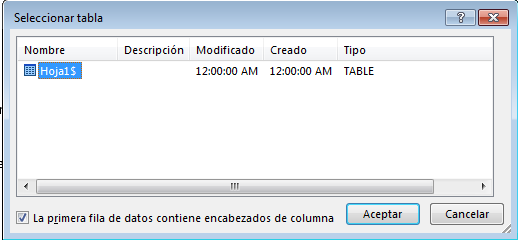 Seleccionar tabla
Nombre Descripción Modificado Creado Tipo
Hoja1$ 12:00:00 AM 12:00:00 AM TABLE
La primera fila de datos contiene encabezados de columna Aceptar Cancelar